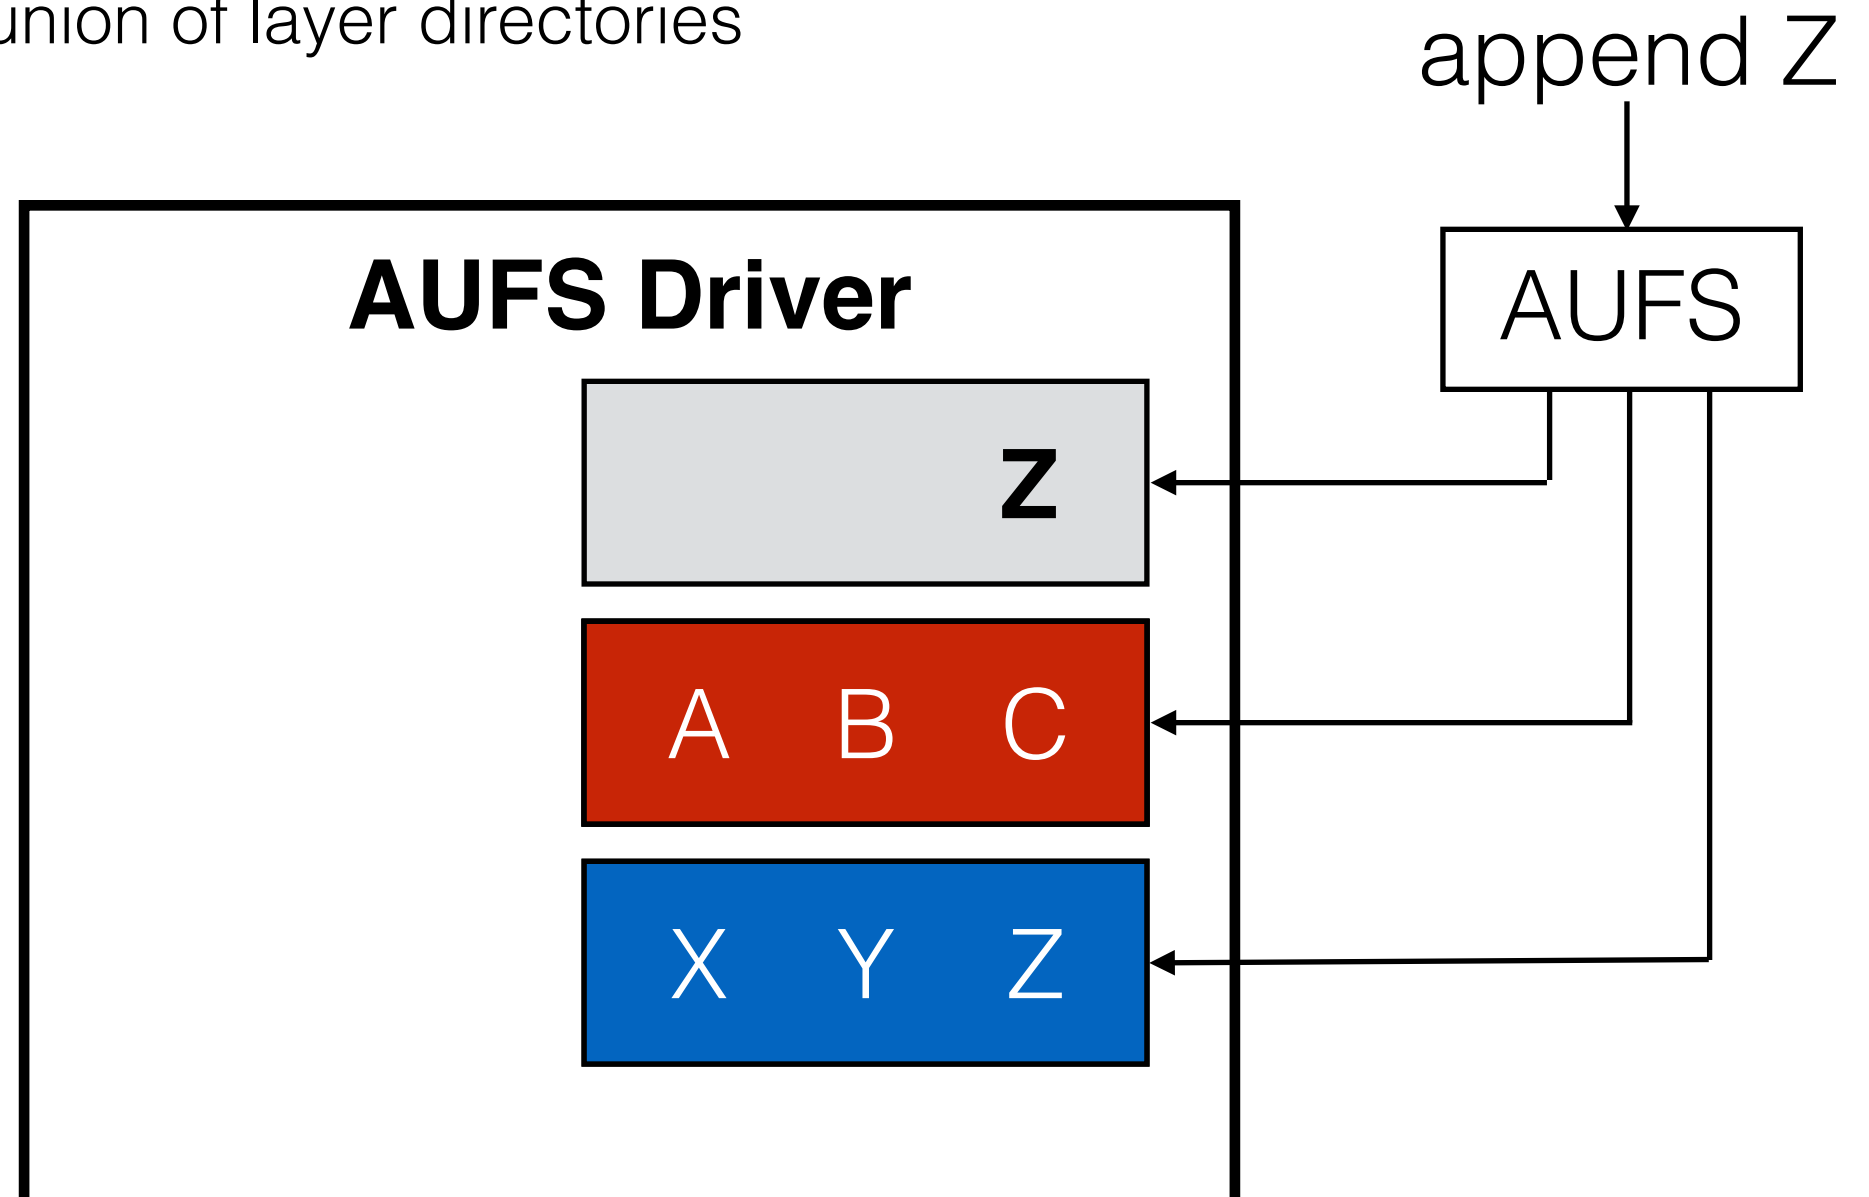 union of layer directories
append Z
AUFS Driver
AUFS
Z
A B C
X Y Z